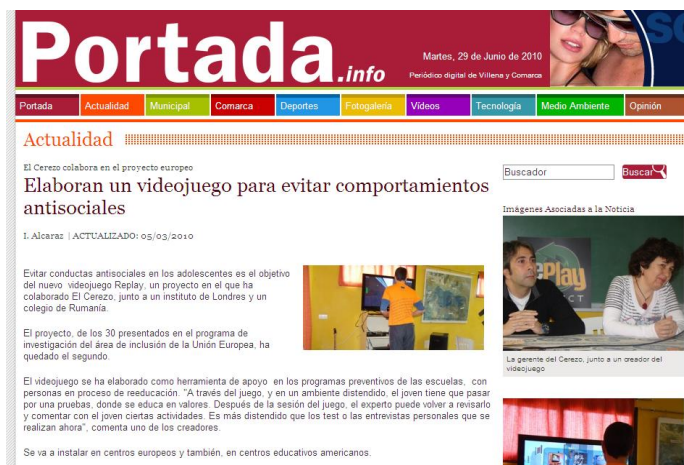 Portada.info
Martes, 29 de Junio de 2010
Periódico digital de Villena y Comarca
SC
Portada Actualidad Municipal Comarca Deportes Fotogalería Vídeos Tecnología Medio Ambiente Opinión
Actualidad
El Cerezo colabora en el proyecto europeo
Elaboran un videojuego para evitar comportamientos
antisociales
I. Alcaraz | ACTUALIZADO: 05/03/2010
Evitar conductas antisociales en los adolescentes es el objetivo
del nuevo videojuego Replay, un proyecto en el que ha
colaborado El Cerezo, junto a un instituto de Londres y un
colegio de Rumanía.
El proyecto, de los 30 presentados en el programa de
investigación del área de inclusión de la Unión Europea, ha
quedado el segundo.
El videojuego se ha elaborado como herramienta de apoyo en los programas preventivos de las escuelas, con
personas en proceso de reeducación. "A través del juego, y en un ambiente distendido, el joven tiene que pasar
por una pruebas, donde se educa en valores. Después de la sesión del juego, el experto puede volver a revisarlo
y comentar con el joven ciertas actividades. Es más distendido que los test o las entrevistas personales que se
realizan ahora", comenta uno de los creadores.
Se va a instalar en centros europeos y también, en centros educativos americanos.
Buscador Buscar
Imágenes Asociadas a la Noticia
ePlay
ECT
La gerente del Cerezo, junto a un creador del
videojuego